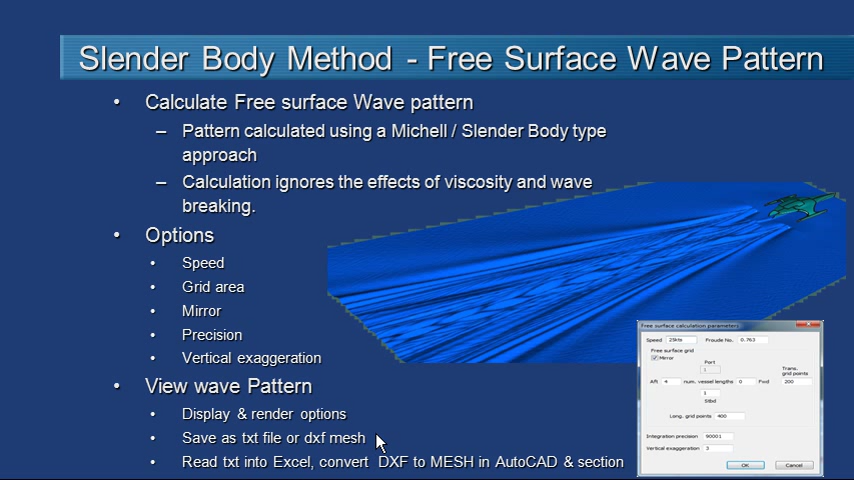 Slender Body Method - Free Surface Wave Pattern
• Calculate Free surface Wave pattern
– Pattern calculated using a Michell / Slender Body type
approach
– Calculation ignores the effects of viscosity and wave
breaking.
• Options
• Speed
• Grid area
• Mirror
• Precision
• Vertical exaggeration
• View wave Pattern
• Display & render options
• Save as txt file or dxf mesh
• Read txt into Excel, convert DXF to MESH in AutoCAD & section
Free surface calculation parameters
Speed 25kts Froude No. 0.763
Free surface grid
Mirror
Port
1
Trans.
grid points
Aft 4 num. vessel lengths 0 Fwd 200
1
Stbd
Long. grid points 400
Integration precision 90001
Vertical exaggeration 3
OK Cancel